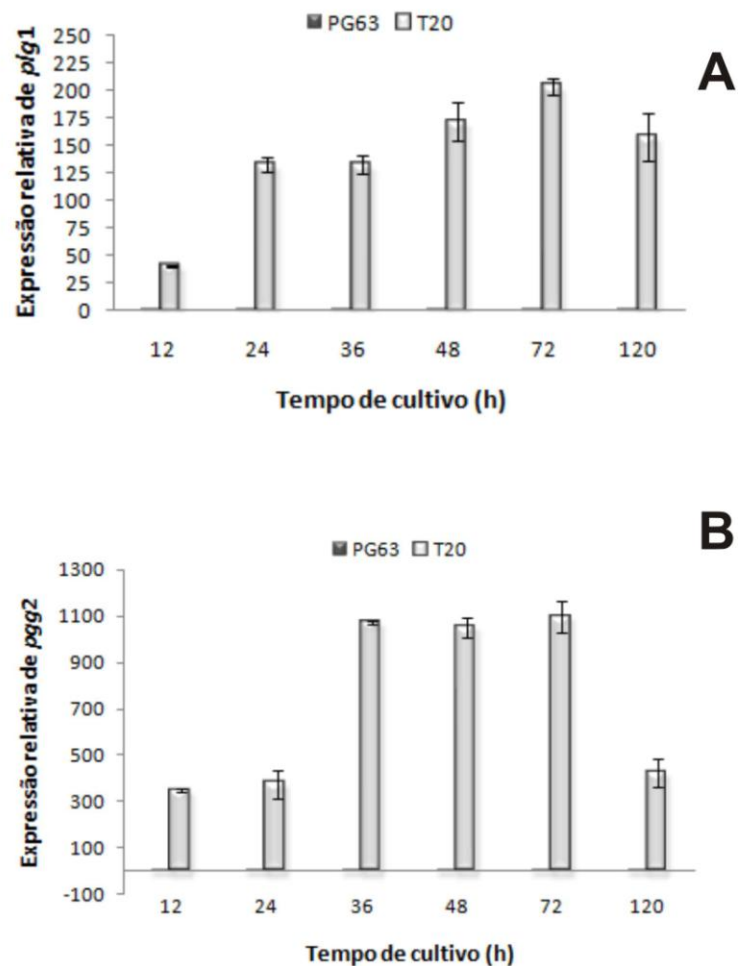 PG63 T20
A
Expressão relativa de plg1
250
225
200
175
150
125
100
75
50
25
0
12 24 36 48 72 120
Tempo de cultivo (h)
B
PG63 T20
Expressão relativa de pgg2
1300
1100
900
700
500
300
100
-100
12 24 36 48 72 120
Tempo de cultivo (h)